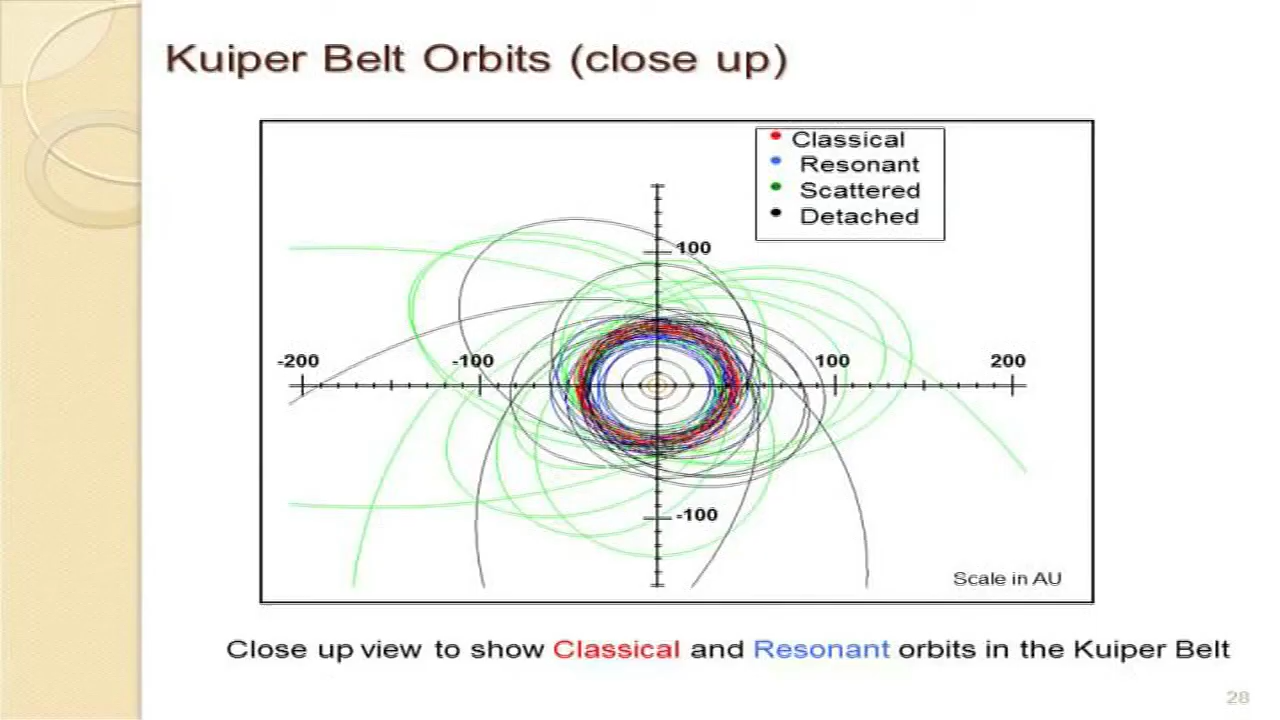 Kuiper Belt Orbits (close up)
Classical
Resonant
Scattered
Detached
100
-200 -100 100 200
-100
Scale in AU
Close up view to show Classical and Resonant orbits in the Kuiper Belt
28